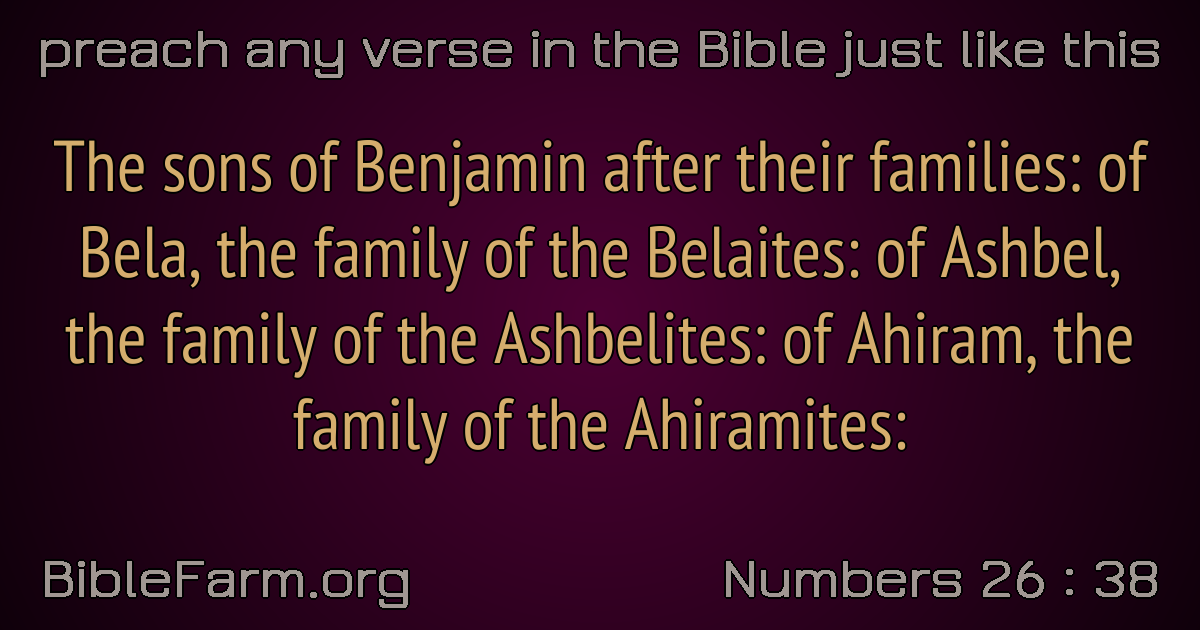 preach any verse in the Bible just like this
The sons of Benjamin after their families: of
Bela, the family of the Belaites: of Ashbel,
the family of the Ashbelites: of Ahiram, the
family of the Ahiramites:
BibleFarm.org
Numbers 26 : 38